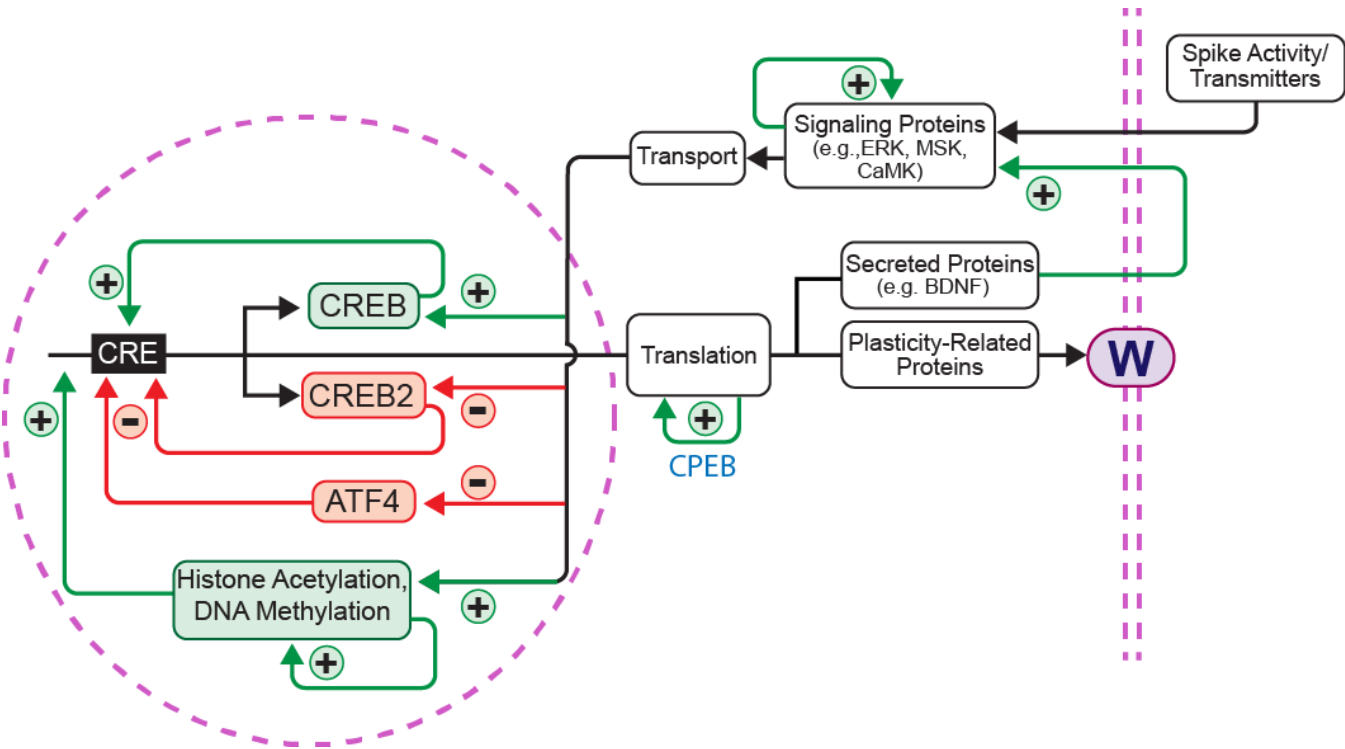 Spike Activity/
Transmitters
+
Signaling Proteins
(e.g.,ERK, MSK,
CaMK)
Transport
+
Secreted Proteins
(e.g. BDNF)
+
CREB
+
CRE
Translation
Plasticity-Related
Proteins
W
CREB2
-
+
-
+
CPEB
ATF4
-
Histone Acetylation,
DNA Methylation
+
+